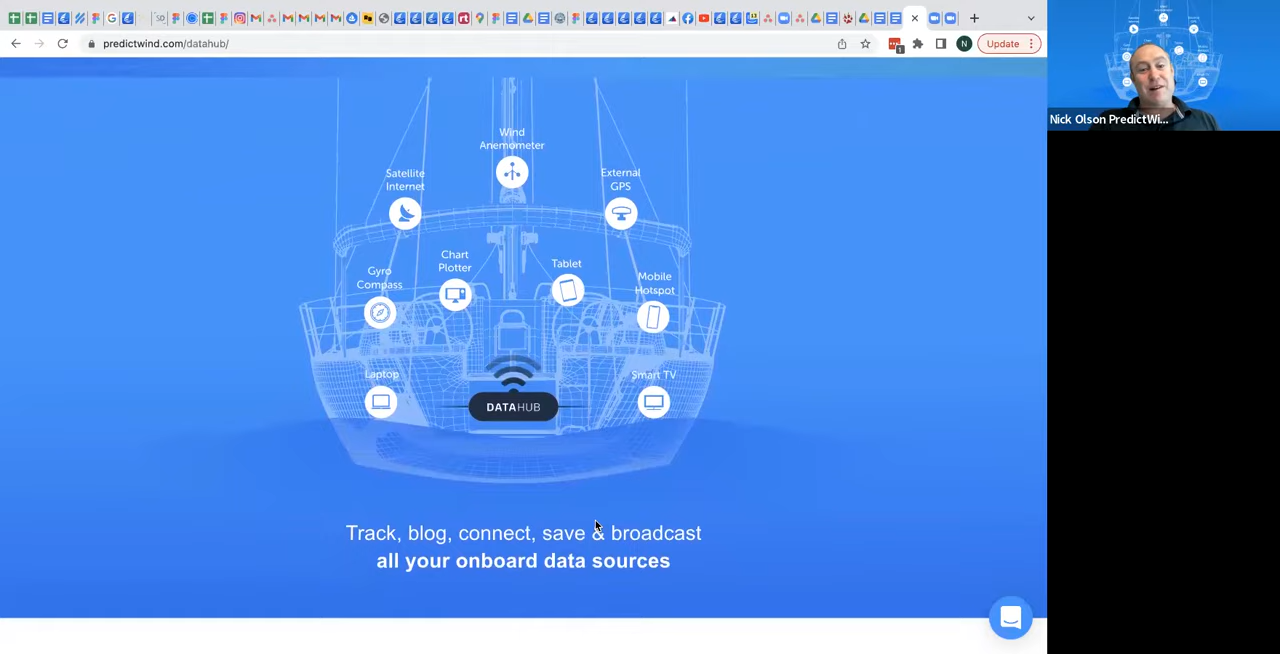 predictwind.com/datahub/
1
N
Update
Wind
Anemometer
Satellite
Internet
External
GPS
Chart
Plotter
Tablet
Gyro
Compass
Mobile
Hotspot
Laptop
Smart TV
DATAHUB
Track, blog, connect, save & broadcast
all your onboard data sources
Nick Olson PredictWi...